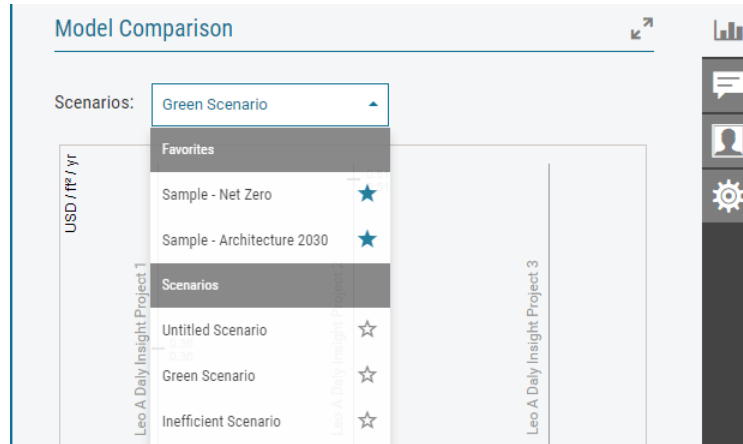 Model Comparison
Scenarios:
Green Scenario
Favorites
Sample - Net Zero
Sample - Architecture 2030
Scenarios
Untitled Scenario
Green Scenario
Inefficient Scenario
USD / ft² / yr
Leo A Daly Insight Project 1
Leo A Daly Insight Project 2
Leo A Daly Insight Project 3